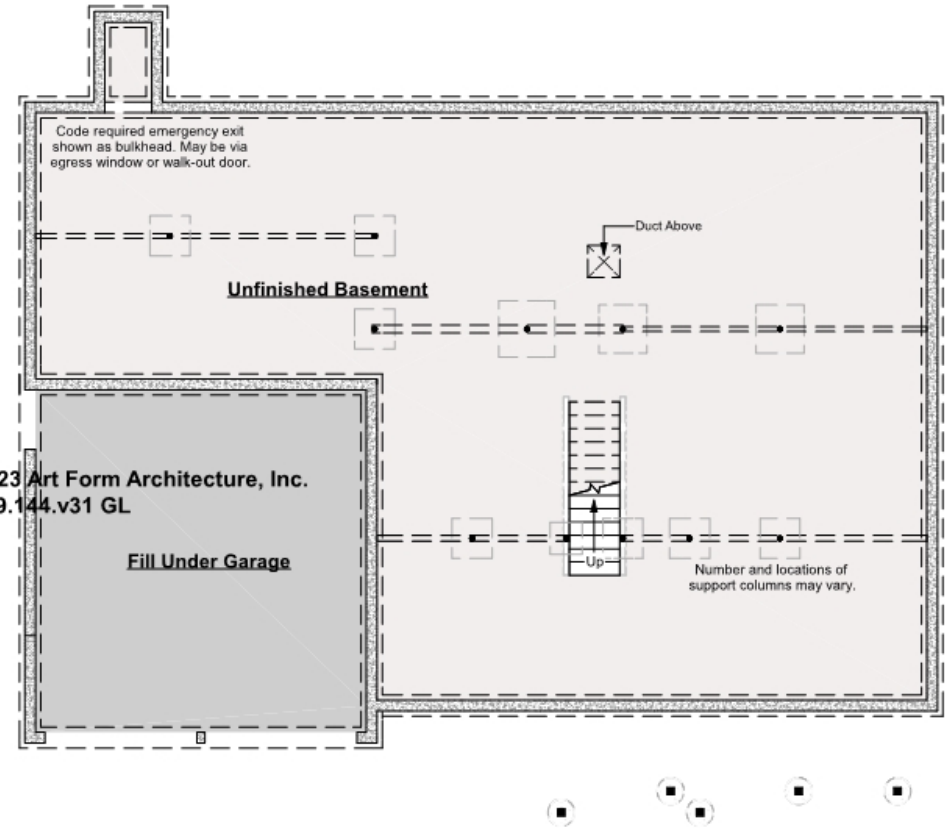 Code required emergency exit
shown as bulkhead. May be via
egress window or walk-out door.
Duct Above
Unfinished Basement
23 Art Form Architecture, Inc.
9.144.v31 GL
Fill Under Garage
Up
Number and locations of
support columns may vary.